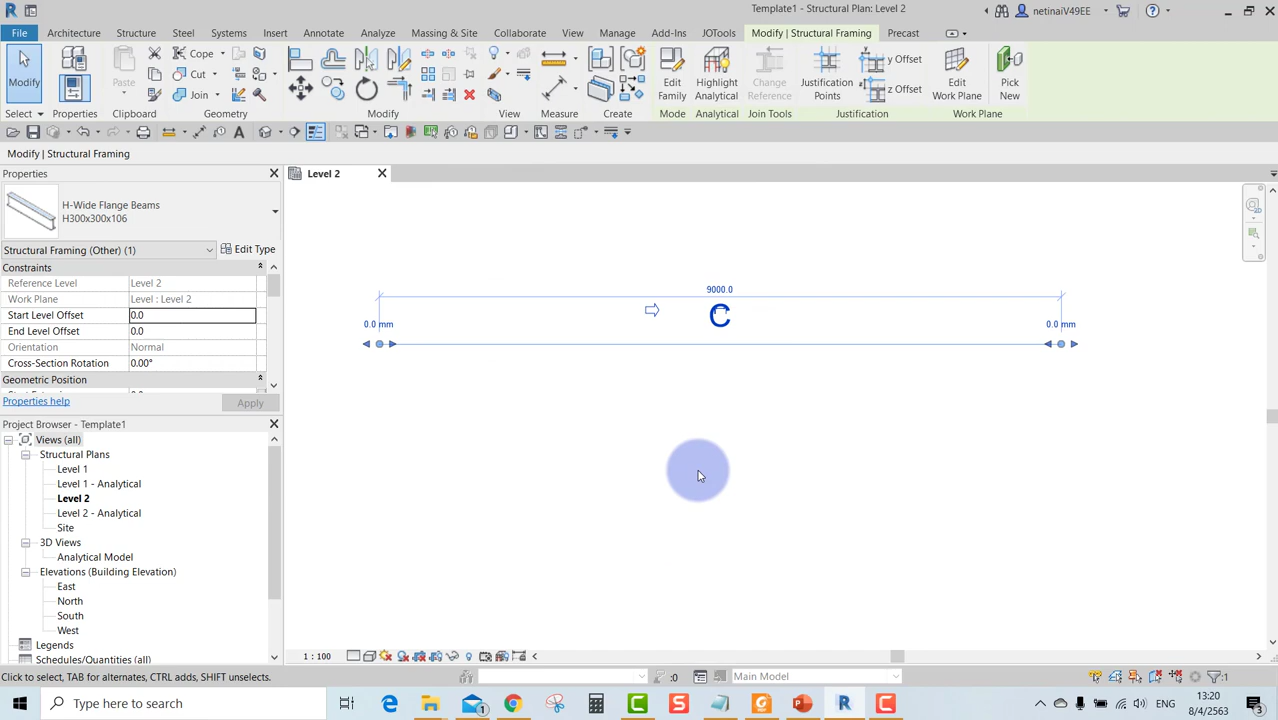 Template1 - Structural Plan: Level 2
netinaiV49EE
File
Architecture
Structure
Steel
Systems
Insert
Annotate
Analyze
Massing & Site
Collaborate
View
Manage
Add-Ins
JOTools
Modify | Structural Framing
Precast
Modify
Paste
Cope
Cut
Join
Edit
Family
Highlight
Analytical
Change
Reference
Justification
Points
y Offset
z Offset
Edit
Work Plane
Pick
New
Select
Properties
Clipboard
Geometry
Modify
View
Measure
Create
Mode
Analytical
Join Tools
Justification
Work Plane
Modify | Structural Framing
Properties
Level 2
H-Wide Flange Beams
H300x300x106
Structural Framing (Other) (1)
Edit Type
Constraints
Reference Level
Level 2
Work Plane
Level : Level 2
Start Level Offset
0.0
End Level Offset
0.0
Orientation
Normal
Cross-Section Rotation
0.00°
Geometric Position
Properties help
Apply
9000.0
C
0.0 mm
0.0 mm
Project Browser - Template1
Views (all)
Structural Plans
Level 1
Level 1 - Analytical
Level 2
Level 2 - Analytical
Site
3D Views
Analytical Model
Elevations (Building Elevation)
East
North
South
West
Legends
Schedules/Quantities (all)
1 : 100
Click to select, TAB for alternates, CTRL adds, SHIFT unselects.
:0
Main Model
:1
Type here to search
13:20
8/4/2563